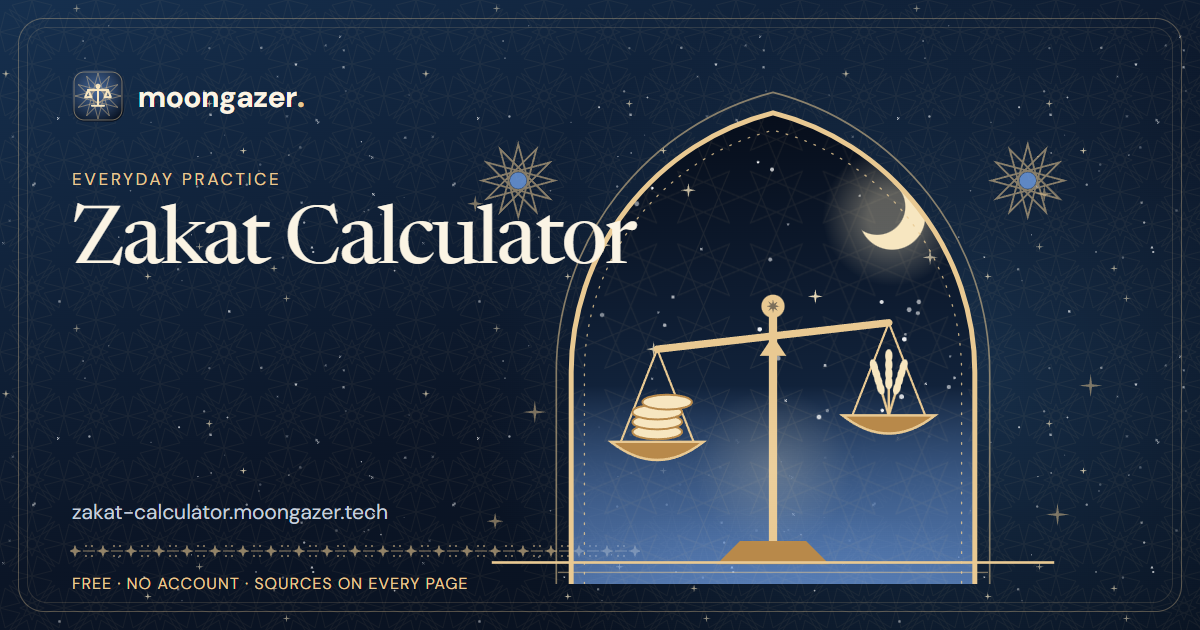 moongazer.
EVERYDAY PRACTICE
Zakat Calculator
zakat-calculator.moongazer.tech
FREE · NO ACCOUNT · SOURCES ON EVERY PAGE